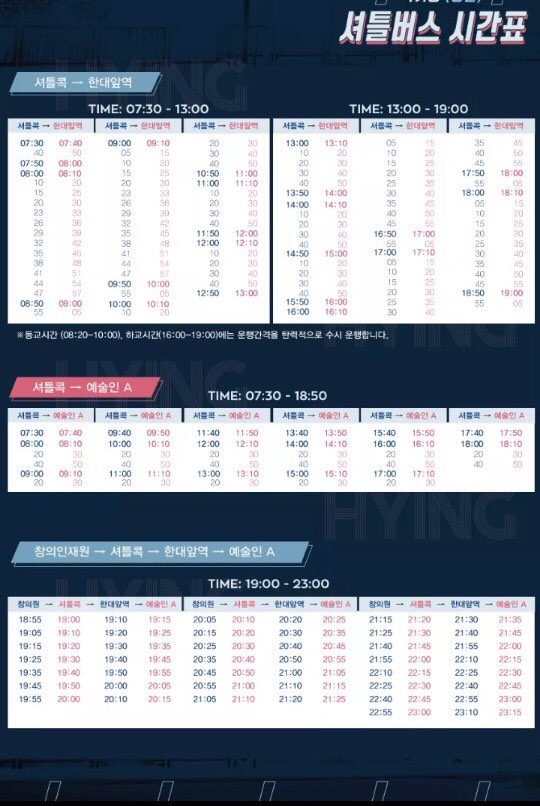 셔틀버스 시간표
셔틀콕 → 한대앞역
TIME: 07:30 - 13:00
셔틀콕 → 한대앞역 셔틀콕 → 한대앞역 셔틀콕 → 한대앞역
07:30 07:40 09:00 09:10 20 30
40 50 05 15 30 40
07:50 08:00 10 20 40 50
08:00 08:10 15 25 10:50 11:00
10 20 20 30 11:00 11:10
15 25 23 33 10 20
20 30 26 36 20 30
23 33 29 39 30 40
26 36 32 42 40 50
29 39 35 45 11:50 12:00
32 42 38 48 12:00 12:10
35 45 41 51 10 20
38 48 44 54 20 30
41 51 47 57 30 40
44 54 09:50 10:00 40 50
47 57 55 05 12:50 13:00
08:50 09:00 10:00 10:10
55 05 10 20
TIME: 13:00 - 19:00
셔틀콕 → 한대앞역 셔틀콕 → 한대앞역 셔틀콕 → 한대앞역
13:00 13:10 05 15 35 45
10 20 10 20 40 50
20 30 15 25 45 55
30 40 20 30 17:50 18:00
40 50 25 35 55 05
13:50 14:00 30 40 18:00 18:10
14:00 14:10 35 45 05 15
10 20 40 50 10 20
20 30 45 55 15 25
30 40 16:50 17:00 20 30
40 50 55 05 25 35
14:50 15:00 17:00 17:10 30 40
10 20 05 15 35 45
20 30 10 20 40 50
30 40 15 25 45 55
40 50 20 30 18:50 19:00
15:50 16:00 25 35 55 05
16:00 16:10 30 40
※등교시간 (08:20-10:00), 하교시간(16:00-19:00)에는 운행간격을 탄력적으로 수시 운행합니다.
셔틀콕 → 예술인 A
TIME: 07:30 - 18:50
셔틀콕 → 예술인 A 셔틀콕 → 예술인 A 셔틀콕 → 예술인 A 셔틀콕 → 예술인 A 셔틀콕 → 예술인 A 셔틀콕 → 예술인 A
07:30 07:40 09:40 09:50 11:40 11:50 13:40 13:50 15:40 15:50 17:40 17:50
08:00 08:10 10:00 10:10 12:00 12:10 14:00 14:10 16:00 16:10 18:00 18:10
20 30 20 30 20 30 20 30 20 30 20 30
40 50 40 50 40 50 40 50 40 50 40 50
09:00 09:10 11:00 11:10 13:00 13:10 15:00 15:10 17:00 17:10
20 30 20 30 20 30 20 30 20 30
HYING
창의인재원 → 셔틀콕 → 한대앞역 → 예술인 A
TIME: 19:00 - 23:00
창의원 → 셔틀콕 → 한대앞역 → 예술인 A 창의원 → 셔틀콕 → 한대앞역 → 예술인 A 창의원 → 셔틀콕 → 한대앞역 → 예술인 A
18:55 19:00 19:10 19:15 20:05 20:10 20:20 20:25 21:15 21:20 21:30 21:35
19:05 19:10 19:20 19:25 20:15 20:20 20:30 20:35 21:25 21:30 21:40 21:45
19:15 19:20 19:30 19:35 20:25 20:30 20:40 20:45 21:40 21:45 21:55 22:00
19:25 19:30 19:40 19:45 20:35 20:40 20:50 20:55 21:55 22:00 22:10 22:15
19:35 19:40 19:50 19:55 20:45 20:50 21:00 21:05 22:10 22:15 22:25 22:30
19:45 19:50 20:00 20:05 20:55 21:00 21:10 21:15 22:25 22:30 22:40 22:45
19:55 20:00 20:10 20:15 21:05 21:10 21:20 21:25 22:40 22:45 22:55 23:00
22:55 23:00 23:10 23:15